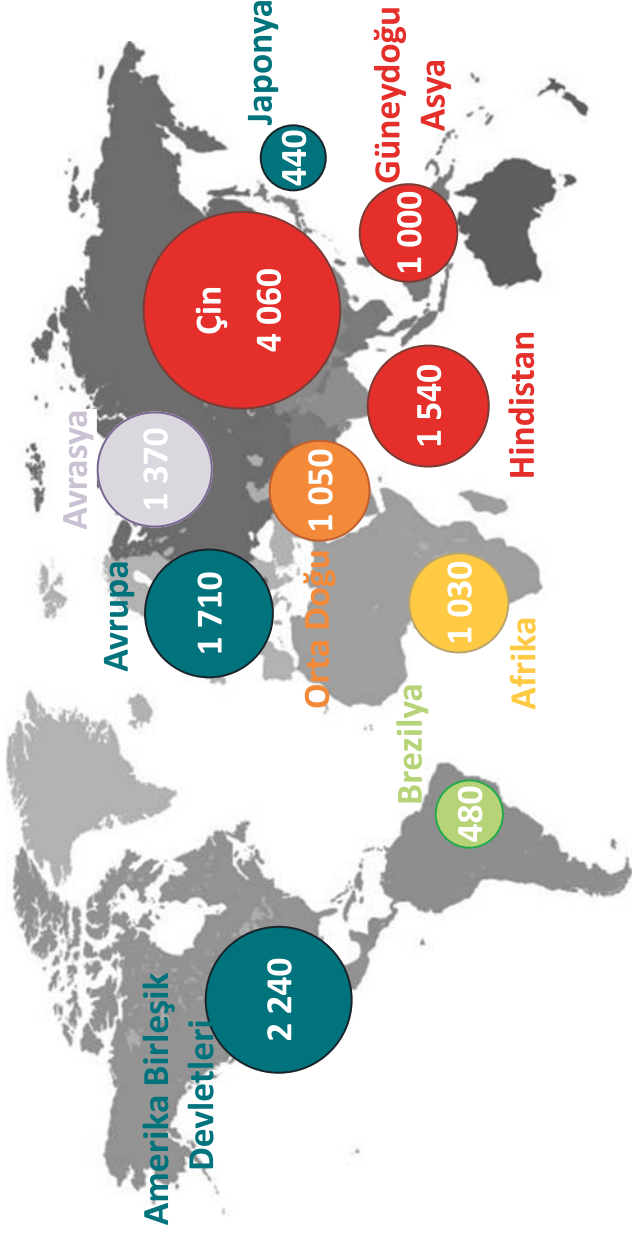 Amerika Birleşik
Devletleri
2 240
Brezilya
480
Avrupa
1 710
Avrasya
1 370
Orta Doğu
1 050
Afrika
1 030
Çin
4 060
Hindistan
1 540
Japonya
440
Güneydoğu
Asya
1 000